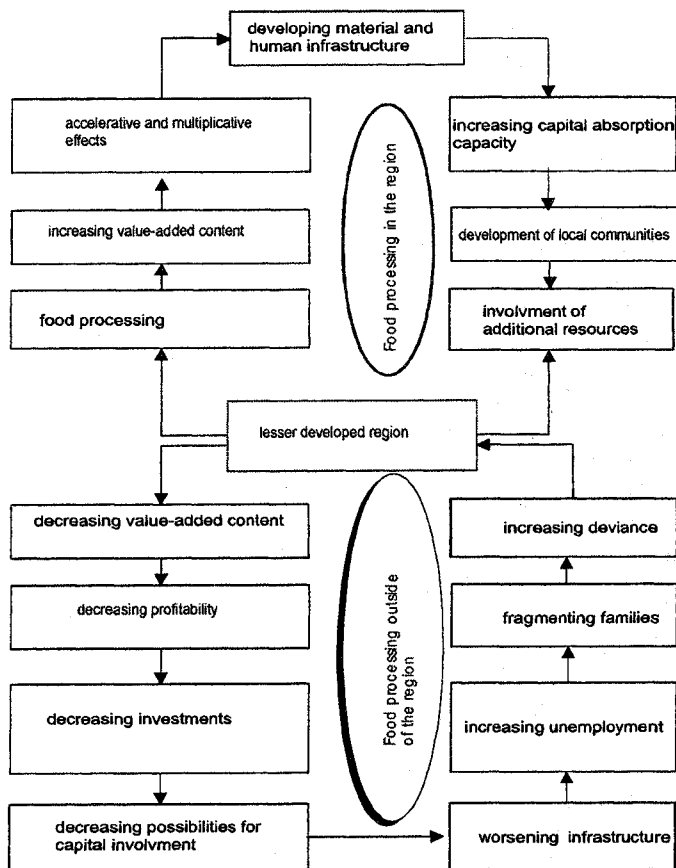 developing material and
human infrastructure
accelerative and multiplicative
effects
increasing capital absorption
capacity
Food processing in the region
increasing value-added content
development of local communities
food processing
involvment of
additional resources
lesser developed region
decreasing value-added content
increasing deviance
decreasing profitability
fragmenting families
Food processing outside
of the region
decreasing investments
increasing unemployment
decreasing possibilities for
capital involvment
worsening infrastructure